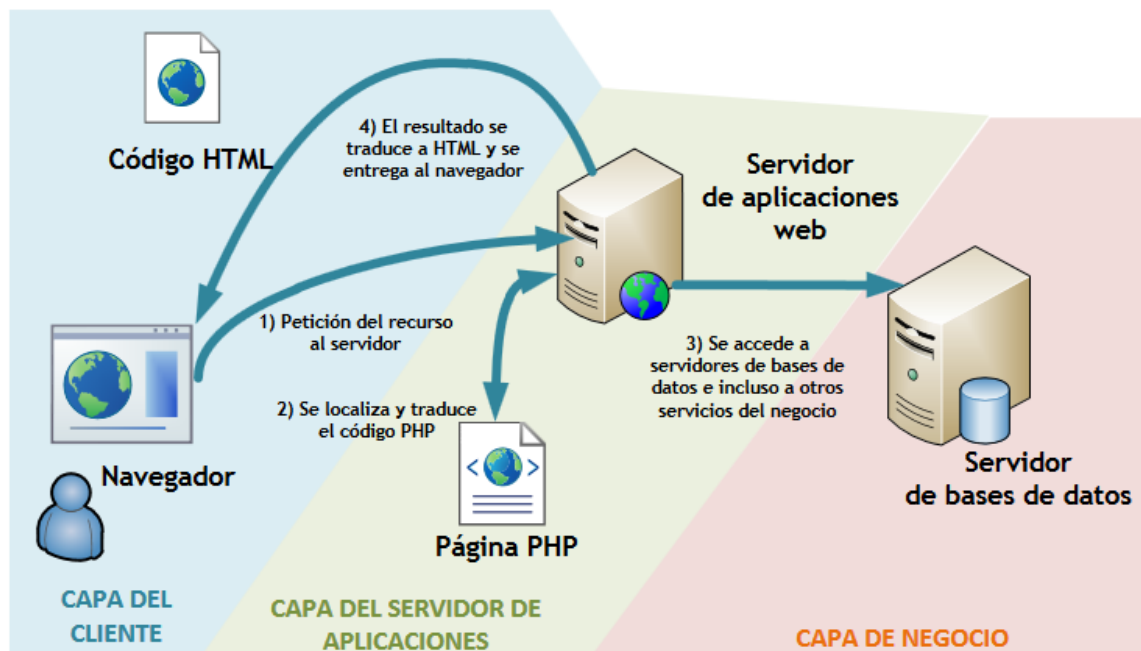 Código HTML
4) El resultado se
traduce a HTML y se
entrega al navegador
Servidor
de aplicaciones
web
1) Petición del recurso
al servidor
3) Se accede a
servidores de bases de
datos e incluso a otros
servicios del negocio
2) Se localiza y traduce
el código PHP
Navegador
Página PHP
Servidor
de bases de datos
CAPA DEL
CLIENTE
CAPA DEL SERVIDOR DE
APLICACIONES
CAPA DE NEGOCIO